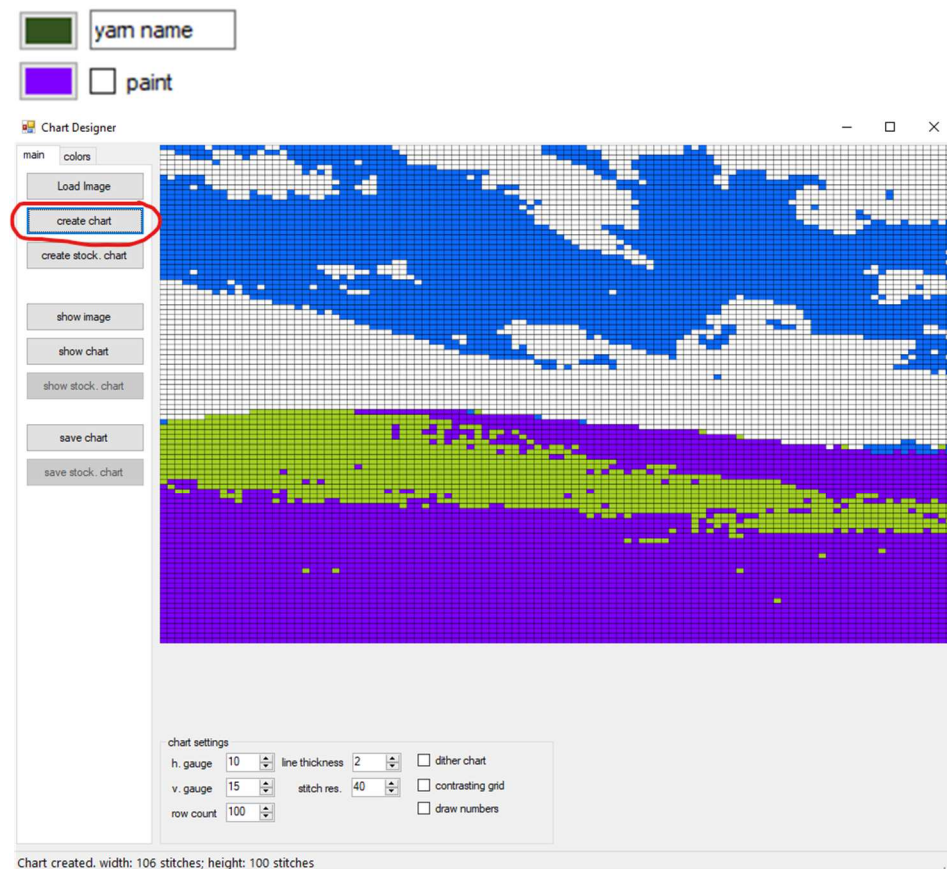 yarn name
paint
Chart Designer
main colors
Load Image
create chart
create stock. chart
show image
show chart
show stock. chart
save chart
save stock. chart
chart settings
h. gauge 10 line thickness 2 dither chart
v. gauge 15 stitch res. 40 contrasting grid
row count 100 draw numbers
Chart created. width: 106 stitches; height: 100 stitches